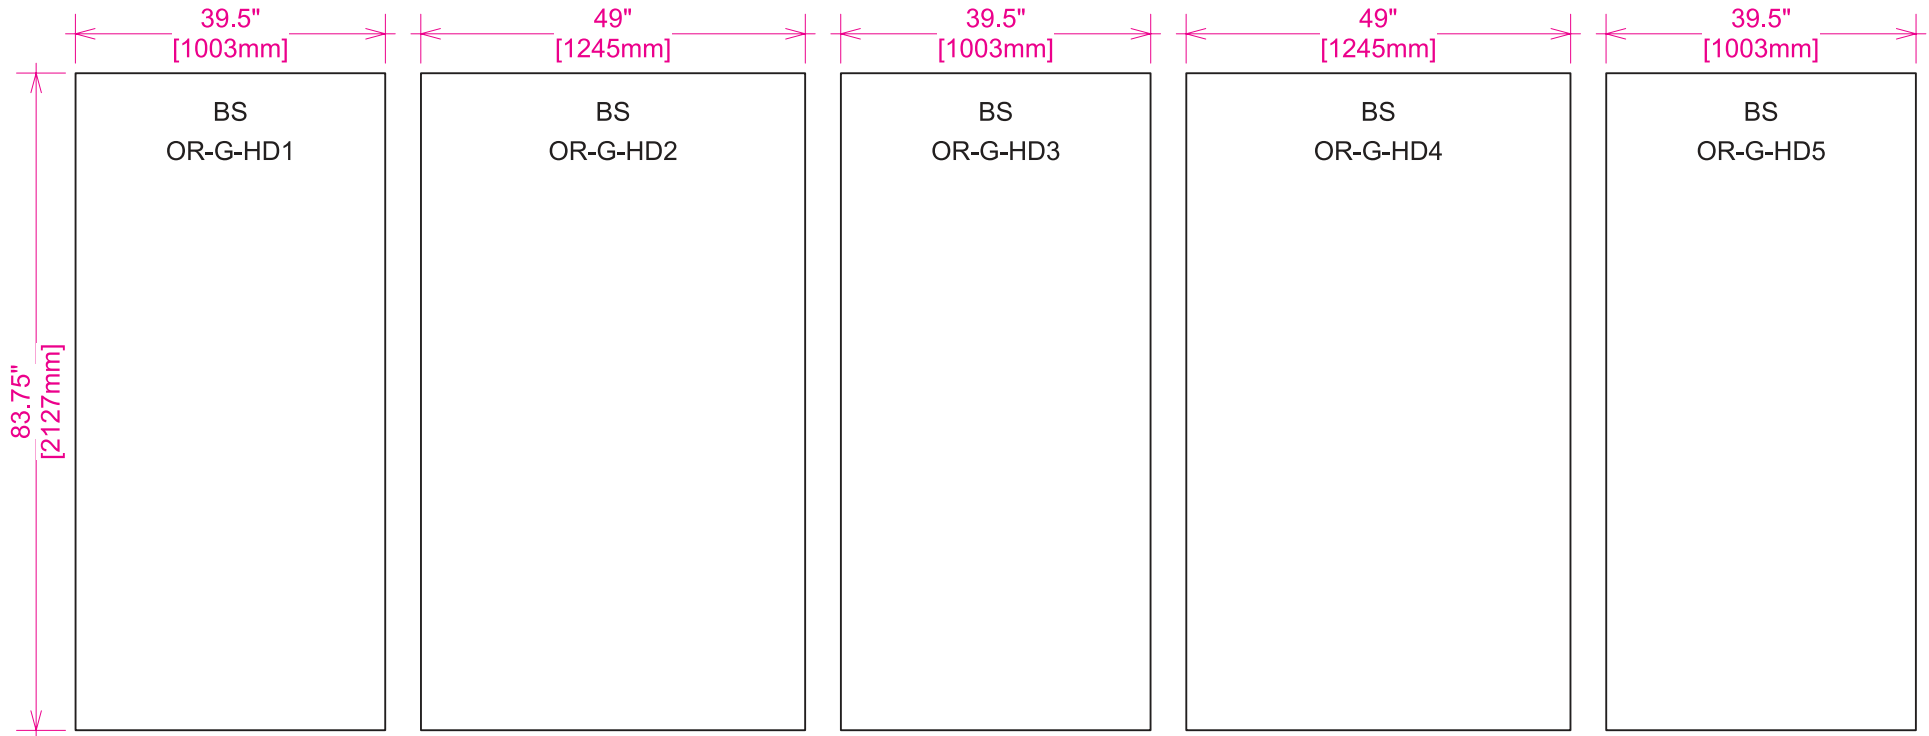 39.5"
[1003mm]
49"
[1245mm]
39.5"
[1003mm]
49"
[1245mm]
39.5"
[1003mm]
83.75"
[2127mm]
BS
OR-G-HD1
BS
OR-G-HD2
BS
OR-G-HD3
BS
OR-G-HD4
BS
OR-G-HD5